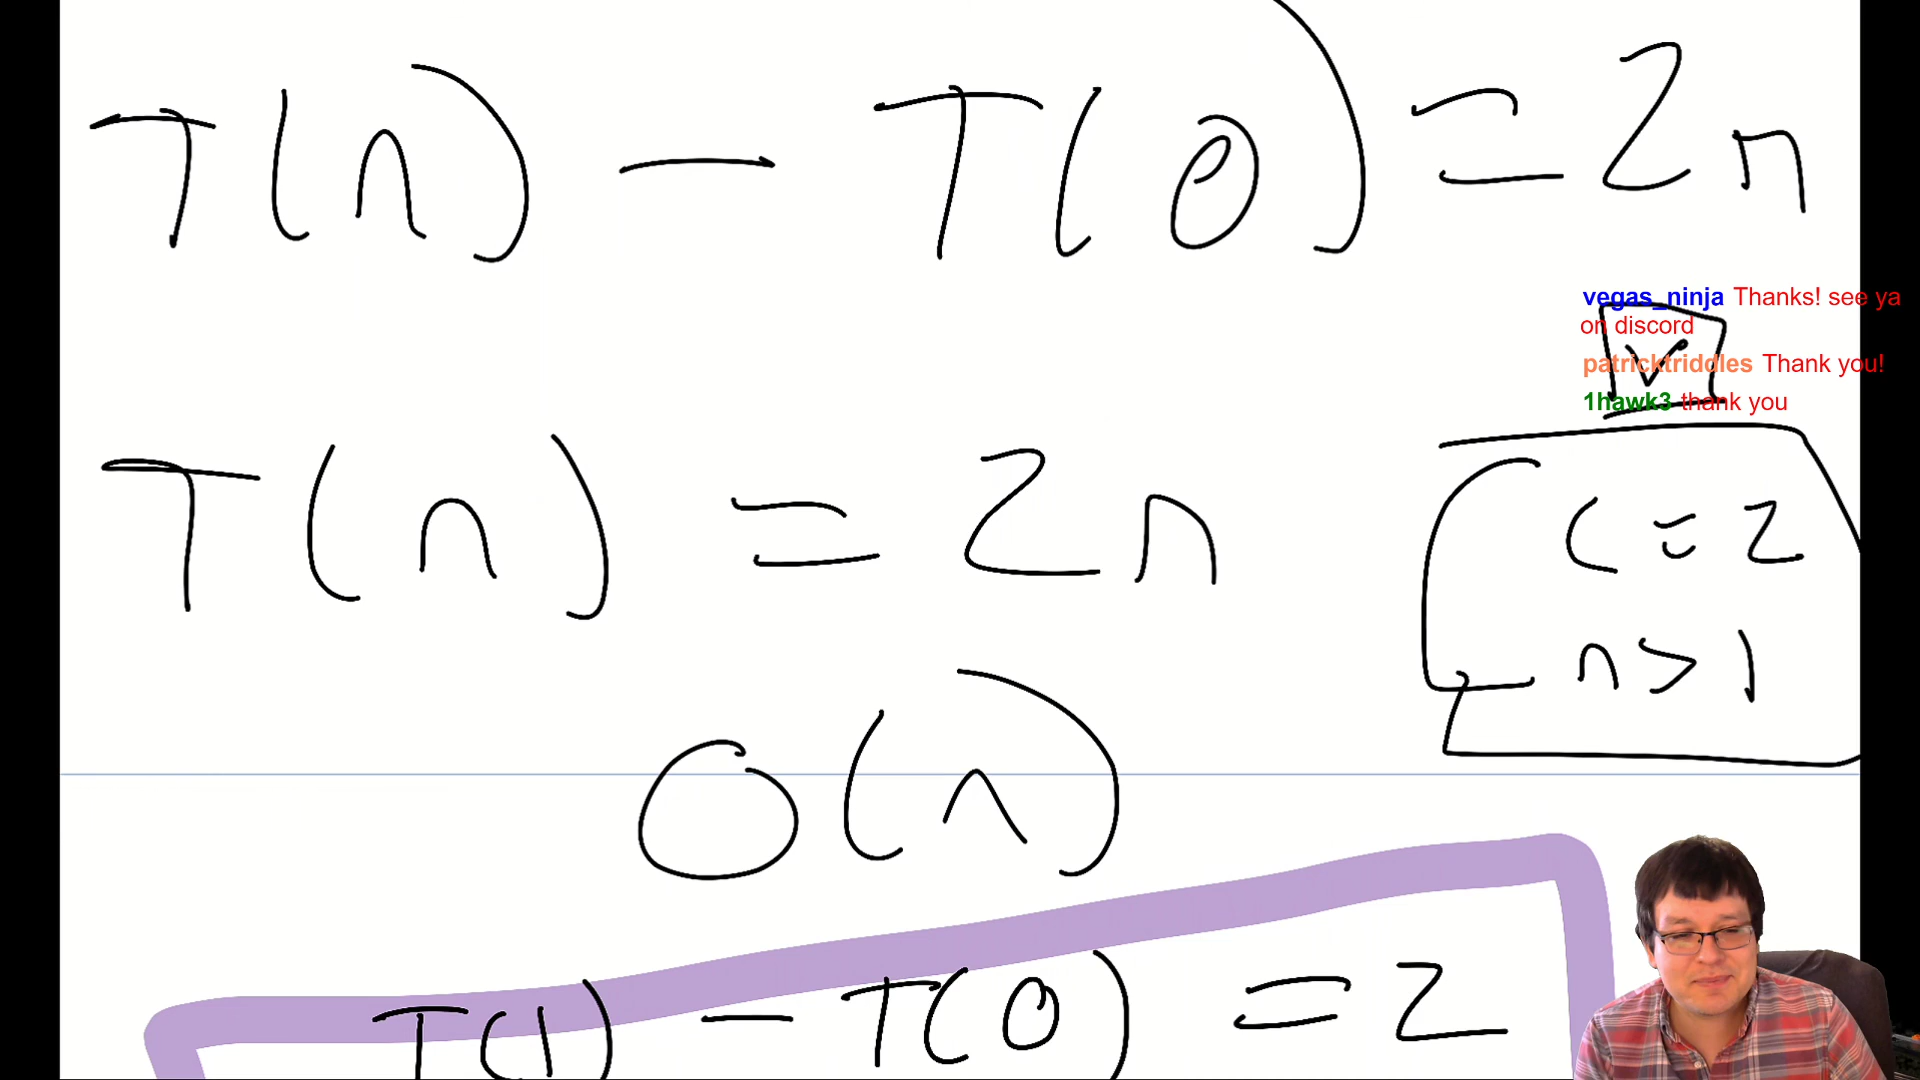 T(n) - T(0) = 2n
vegas_ninja Thanks! see ya
on discord
patricktriddles Thank you!
1hawk3 thank you
T(n) = 2n
c = 2
n > 1
O(n)
T(1) - T(0) = 2